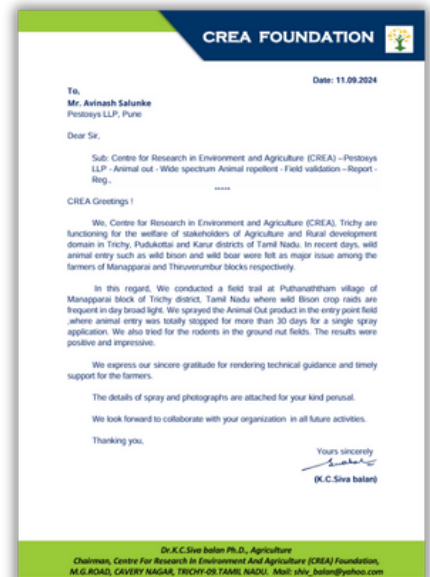 CREA FOUNDATION
Date: 11.09.2024
To,
Mr. Avinash Salunke
Pestosys LLP, Pune
Dear Sir,
Sub: Centre for Research in Environment and Agriculture (CREA) –Pestosys
LLP - Animal out - Wide spectrum Animal repellent - Field validation – Report -
Reg.,
*****
CREA Greetings !
We, Centre for Research in Environment and Agriculture (CREA), Trichy are
functioning for the welfare of stakeholders of Agriculture and Rural development
domain in Trichy, Pudukottai and Karur districts of Tamil Nadu. In recent days, wild
animal entry such as wild bison and wild boar were felt as major issue among the
farmers of Manapparai and Thiruverumbur blocks respectively.
In this regard, We conducted a field trail at Puthanaththam village of
Manapparai block of Trichy district, Tamil Nadu where wild Bison crop raids are
frequent in day broad light. We sprayed the Animal Out product in the entry point field
,where animal entry was totally stopped for more than 30 days for a single spray
application. We also tried for the rodents in the ground nut fields. The results were
positive and impressive.
We express our sincere gratitude for rendering technical guidance and timely
support for the farmers.
The details of spray and photographs are attached for your kind perusal.
We look forward to collaborate with your organization in all future activities.
Thanking you,
Yours sincerely
(K.C.Siva balan)
Dr.K.C.Siva balan Ph.D., Agriculture
Chairman, Centre For Research In Environment And Agriculture (CREA) Foundation,
M.G.ROAD, CAVERY NAGAR, TRICHY-09.TAMIL NADU. Mail: shiv_balan@yahoo.com